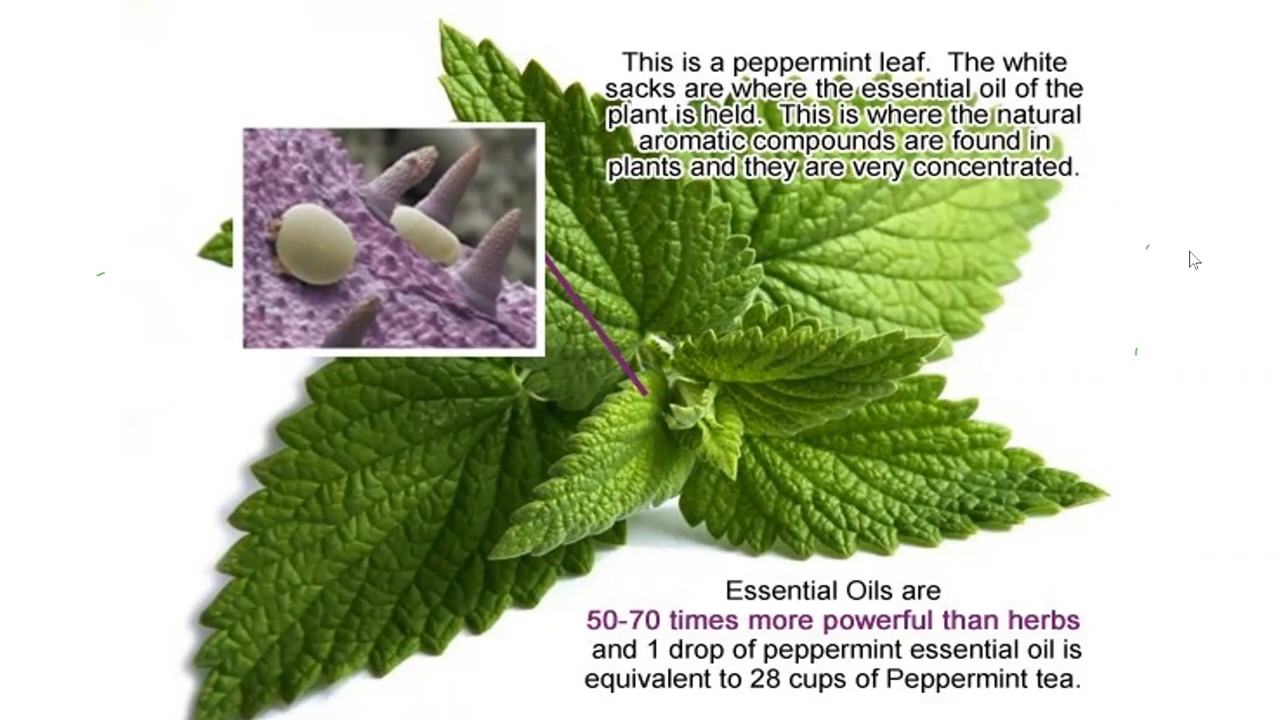 This is a peppermint leaf.  The white
sacks are where the essential oil of the
plant is held.  This is where the natural
aromatic compounds are found in
plants and they are very concentrated.
Essential Oils are
50-70 times more powerful than herbs
and 1 drop of peppermint essential oil is
equivalent to 28 cups of Peppermint tea.